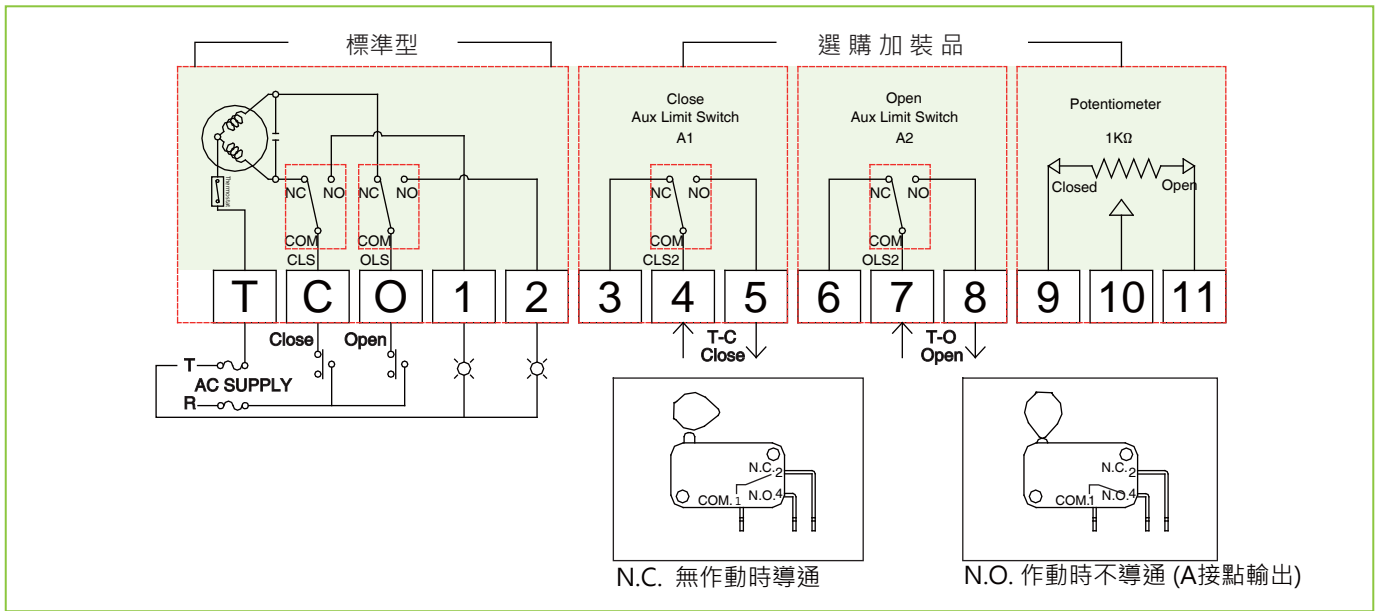 標準型
選購加裝品
Close
Aux Limit Switch
A1
Open
Aux Limit Switch
A2
Potentiometer
1KΩ
Closed
Open
Thermostat
NC
NO
NC
NO
NC
NO
NC
NO
COM
COM
COM
COM
CLS
OLS
CLS2
OLS2
T
C
O
1
2
3
4
5
6
7
8
9
10
11
Close
Open
T-C
Close
T-O
Open
T
AC SUPPLY
R
N.C.2
COM.1
N.O.4
N.C.2
COM.1
N.O.4
N.C. 無作動時導通
N.O. 作動時不導通 (A接點輸出)